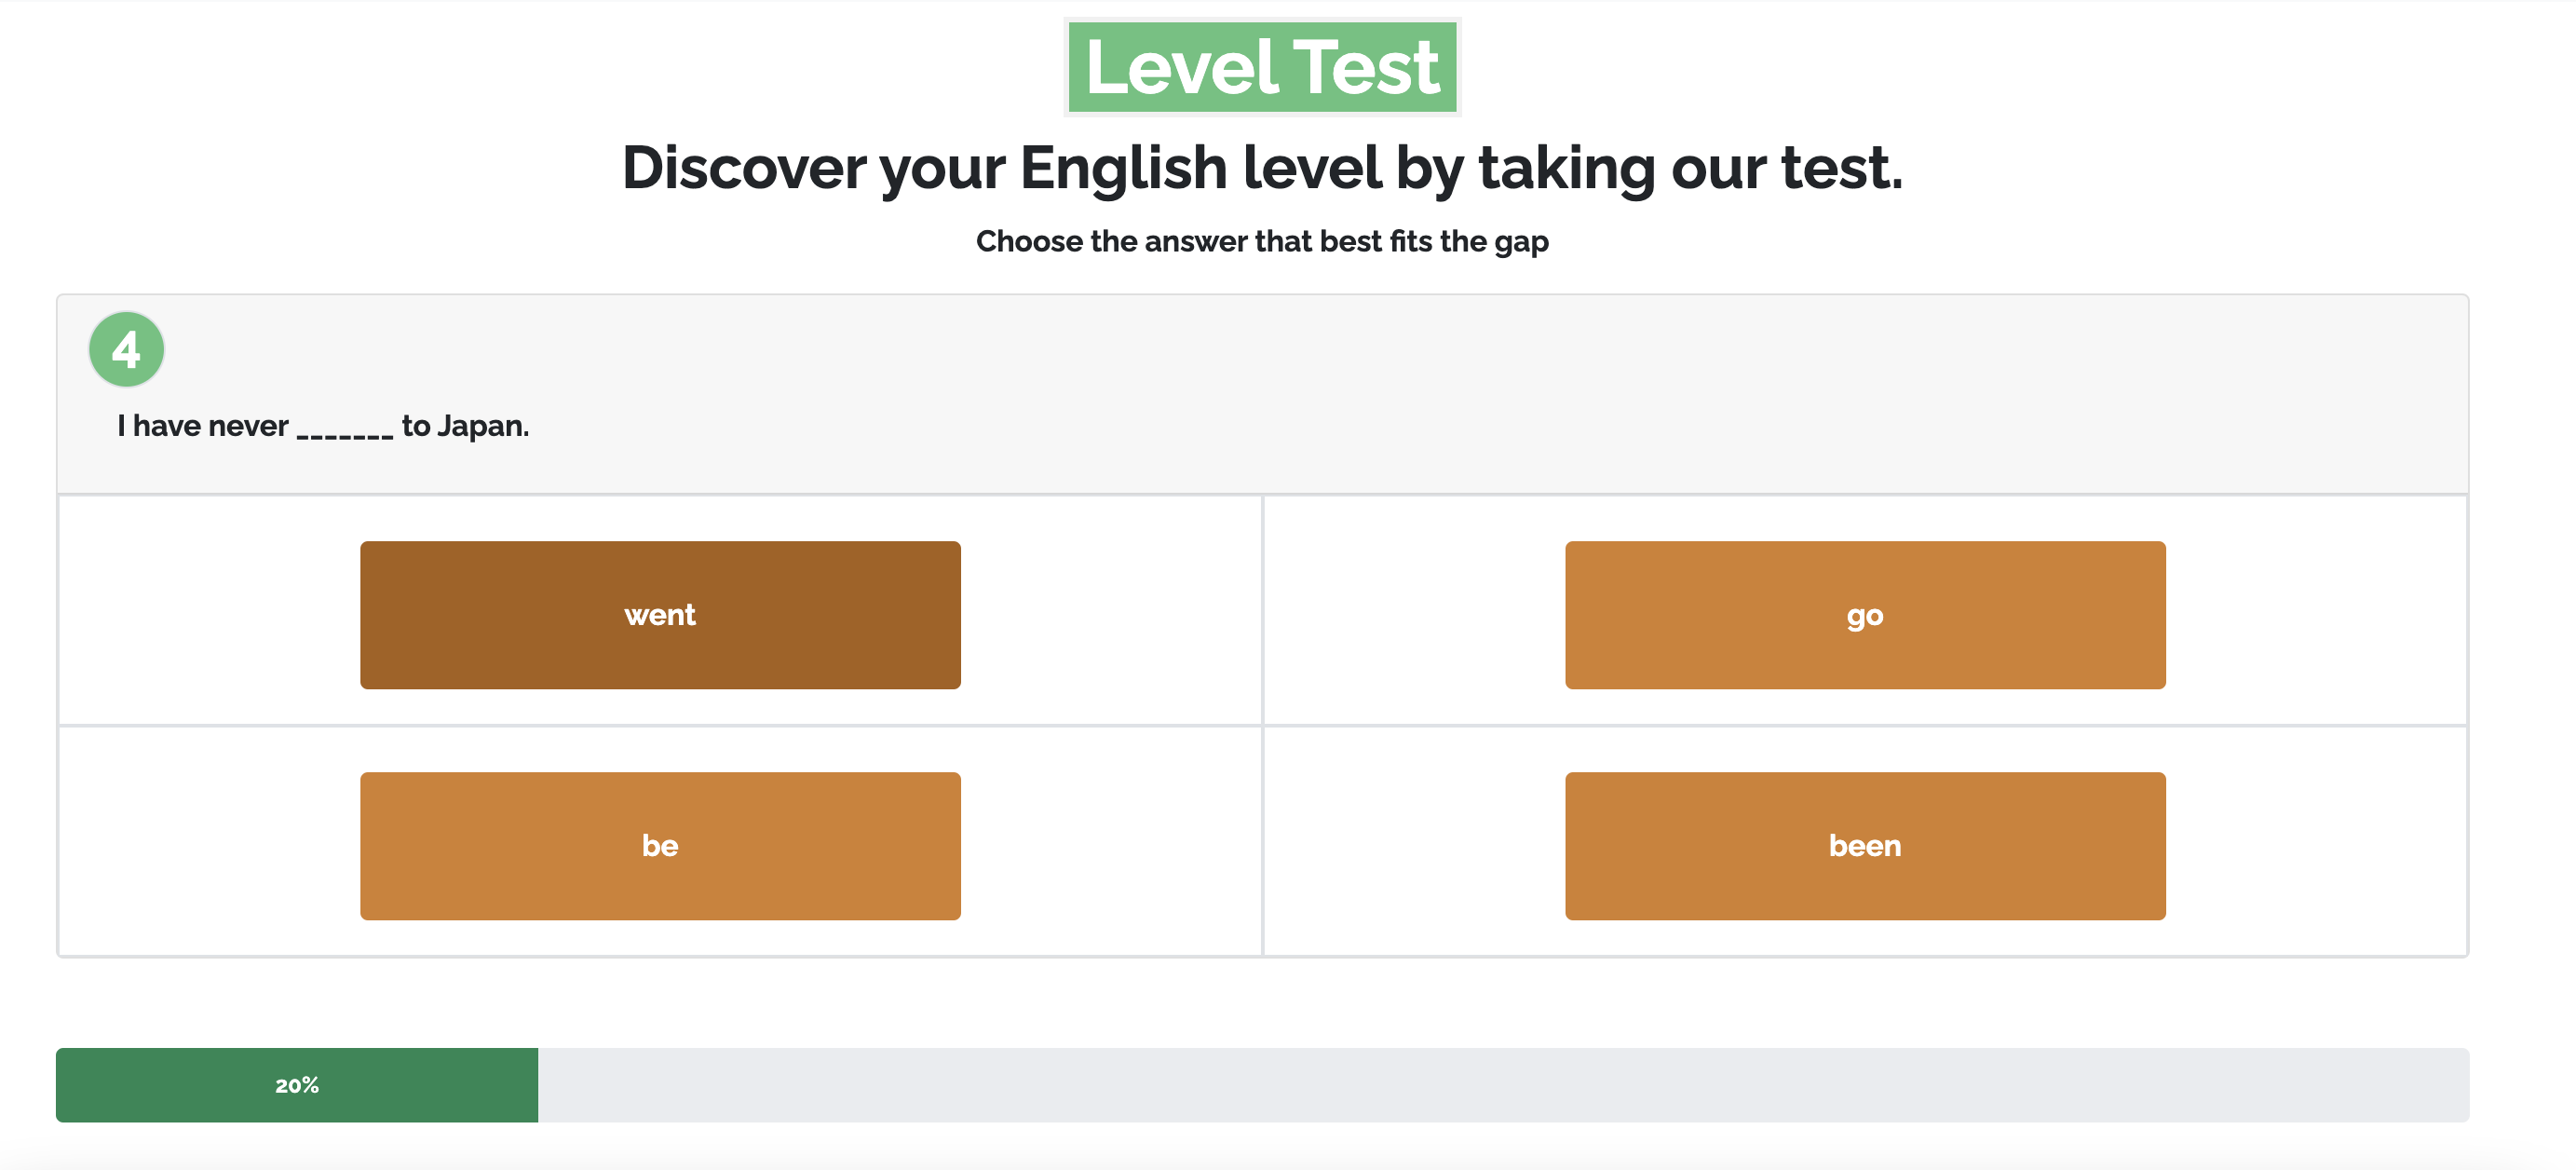 Level Test
Discover your English level by taking our test.
Choose the answer that best fits the gap
4
I have never _______ to Japan.
went
go
be
been
20%